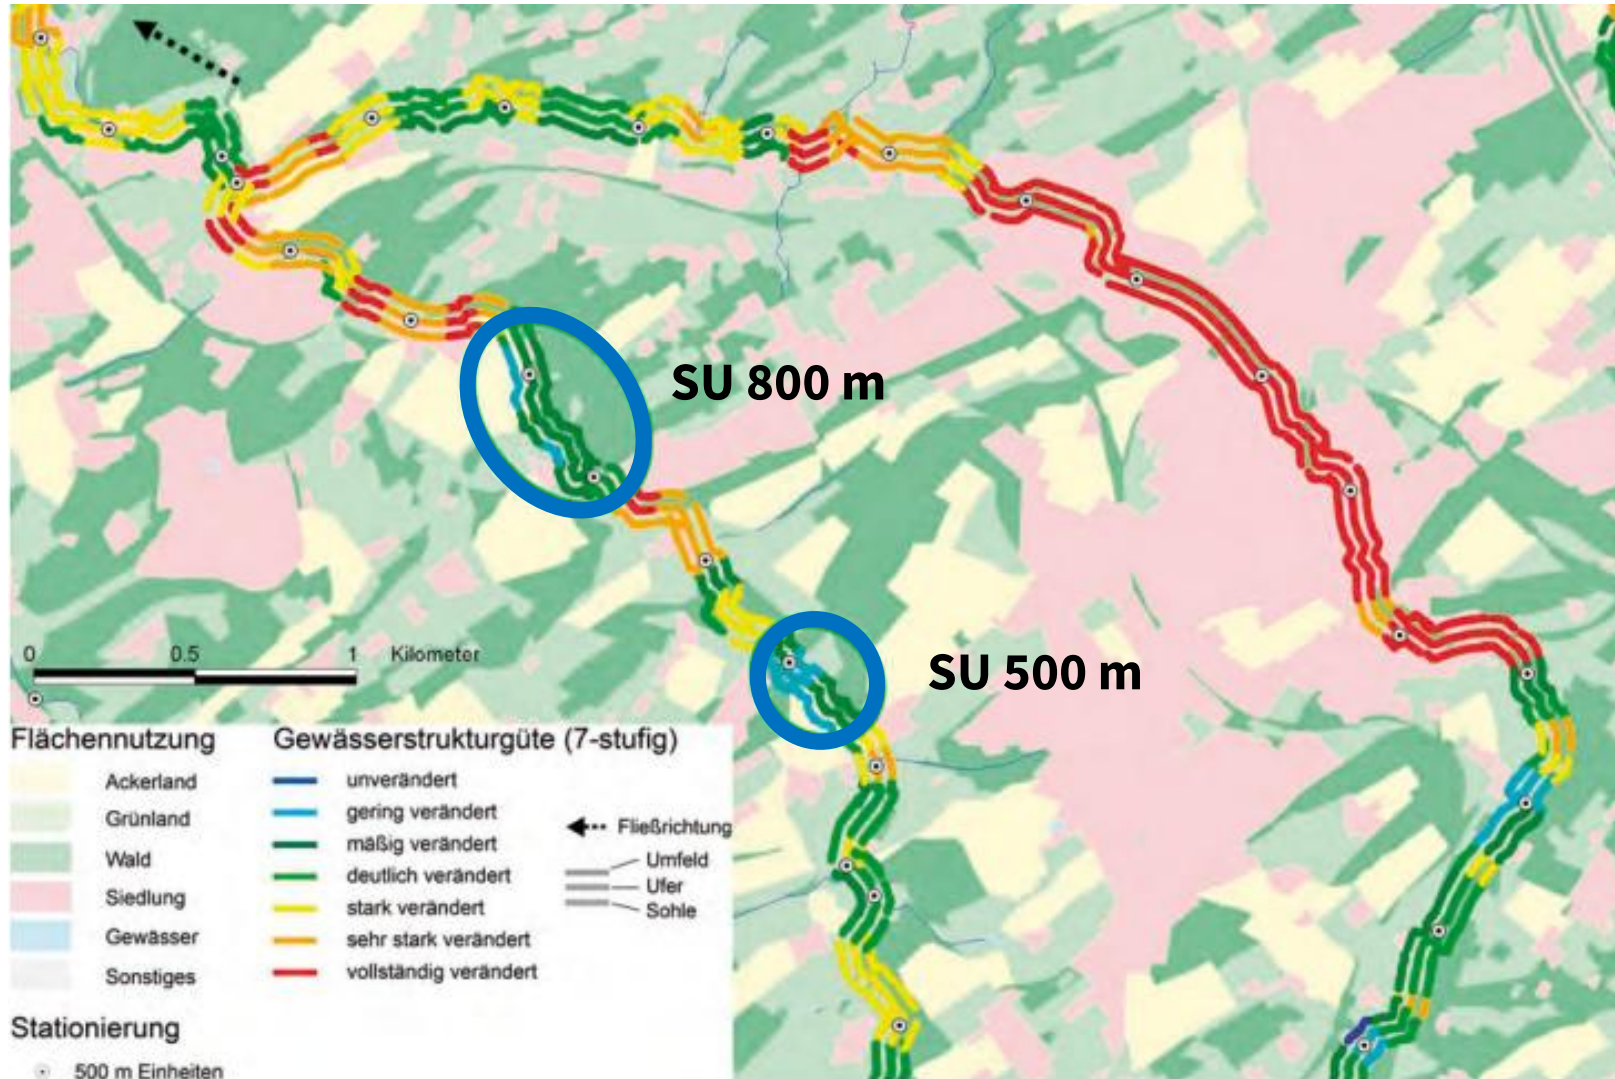 SU 800 m
SU 500 m
0 0.5 1 Kilometer
Flächennutzung
Ackerland
Grünland
Wald
Siedlung
Gewässer
Sonstiges
Stationierung
500 m Einheiten
Gewässerstrukturgüte (7-stufig)
unverändert
gering verändert
mäßig verändert
deutlich verändert
stark verändert
sehr stark verändert
vollständig verändert
Fließrichtung
Umfeld
Ufer
Sohle